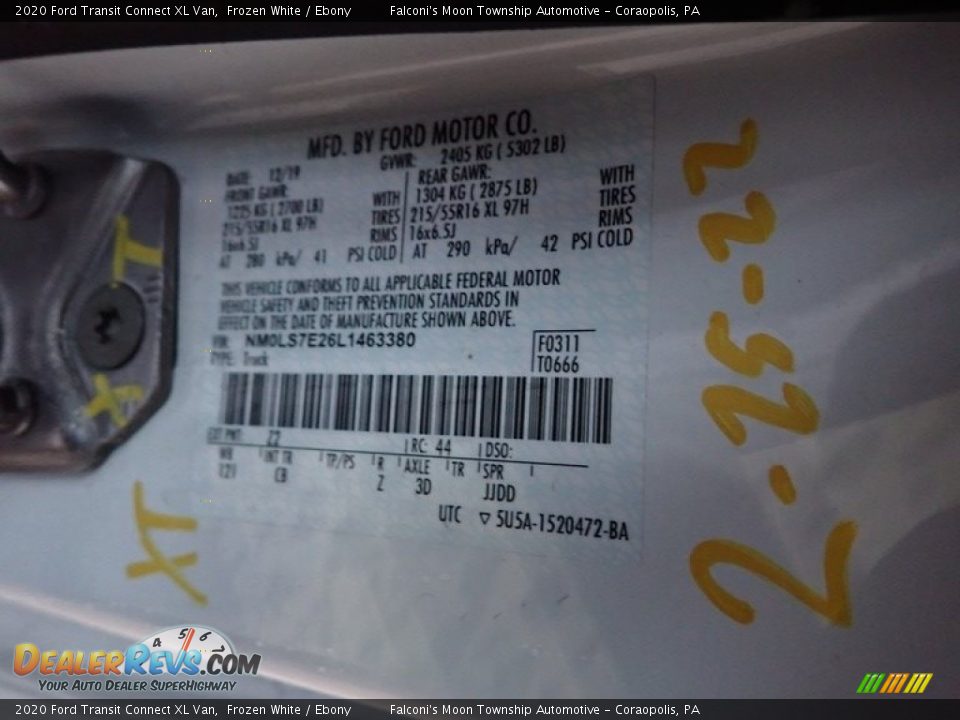 2020 Ford Transit Connect XL Van, Frozen White / Ebony Falconi's Moon Township Automotive - Coraopolis, PA
MFD. BY FORD MOTOR CO.
DATE: 12/19 GVWR: 2405 KG ( 5302 LB)
FRONT GAWR: REAR GAWR:
1225 KG ( 2700 LB) WITH 1304 KG ( 2875 LB) WITH
215/55R16 XL 97H TIRES 215/55R16 XL 97H TIRES
16x6.5J RIMS 16x6.5J RIMS
AT 280 kPa/ 41 PSI COLD AT 290 kPa/ 42 PSI COLD
THIS VEHICLE CONFORMS TO ALL APPLICABLE FEDERAL MOTOR
VEHICLE SAFETY AND THEFT PREVENTION STANDARDS IN
EFFECT ON THE DATE OF MANUFACTURE SHOWN ABOVE.
VIN: NM0LS7E26L1463380
TYPE: Truck
F0311
T0666
EXT PNT: Z2 RC: 44 DSO:
WB INT TR TP/PS R AXLE TR SPR
121 CB Z 3D JJDD
UTC ▽ 5U5A-1520472-BA
XT
XT
2-25-22
DealerRevs.com
Your Auto Dealer SuperHighway
2020 Ford Transit Connect XL Van, Frozen White / Ebony Falconi's Moon Township Automotive - Coraopolis, PA